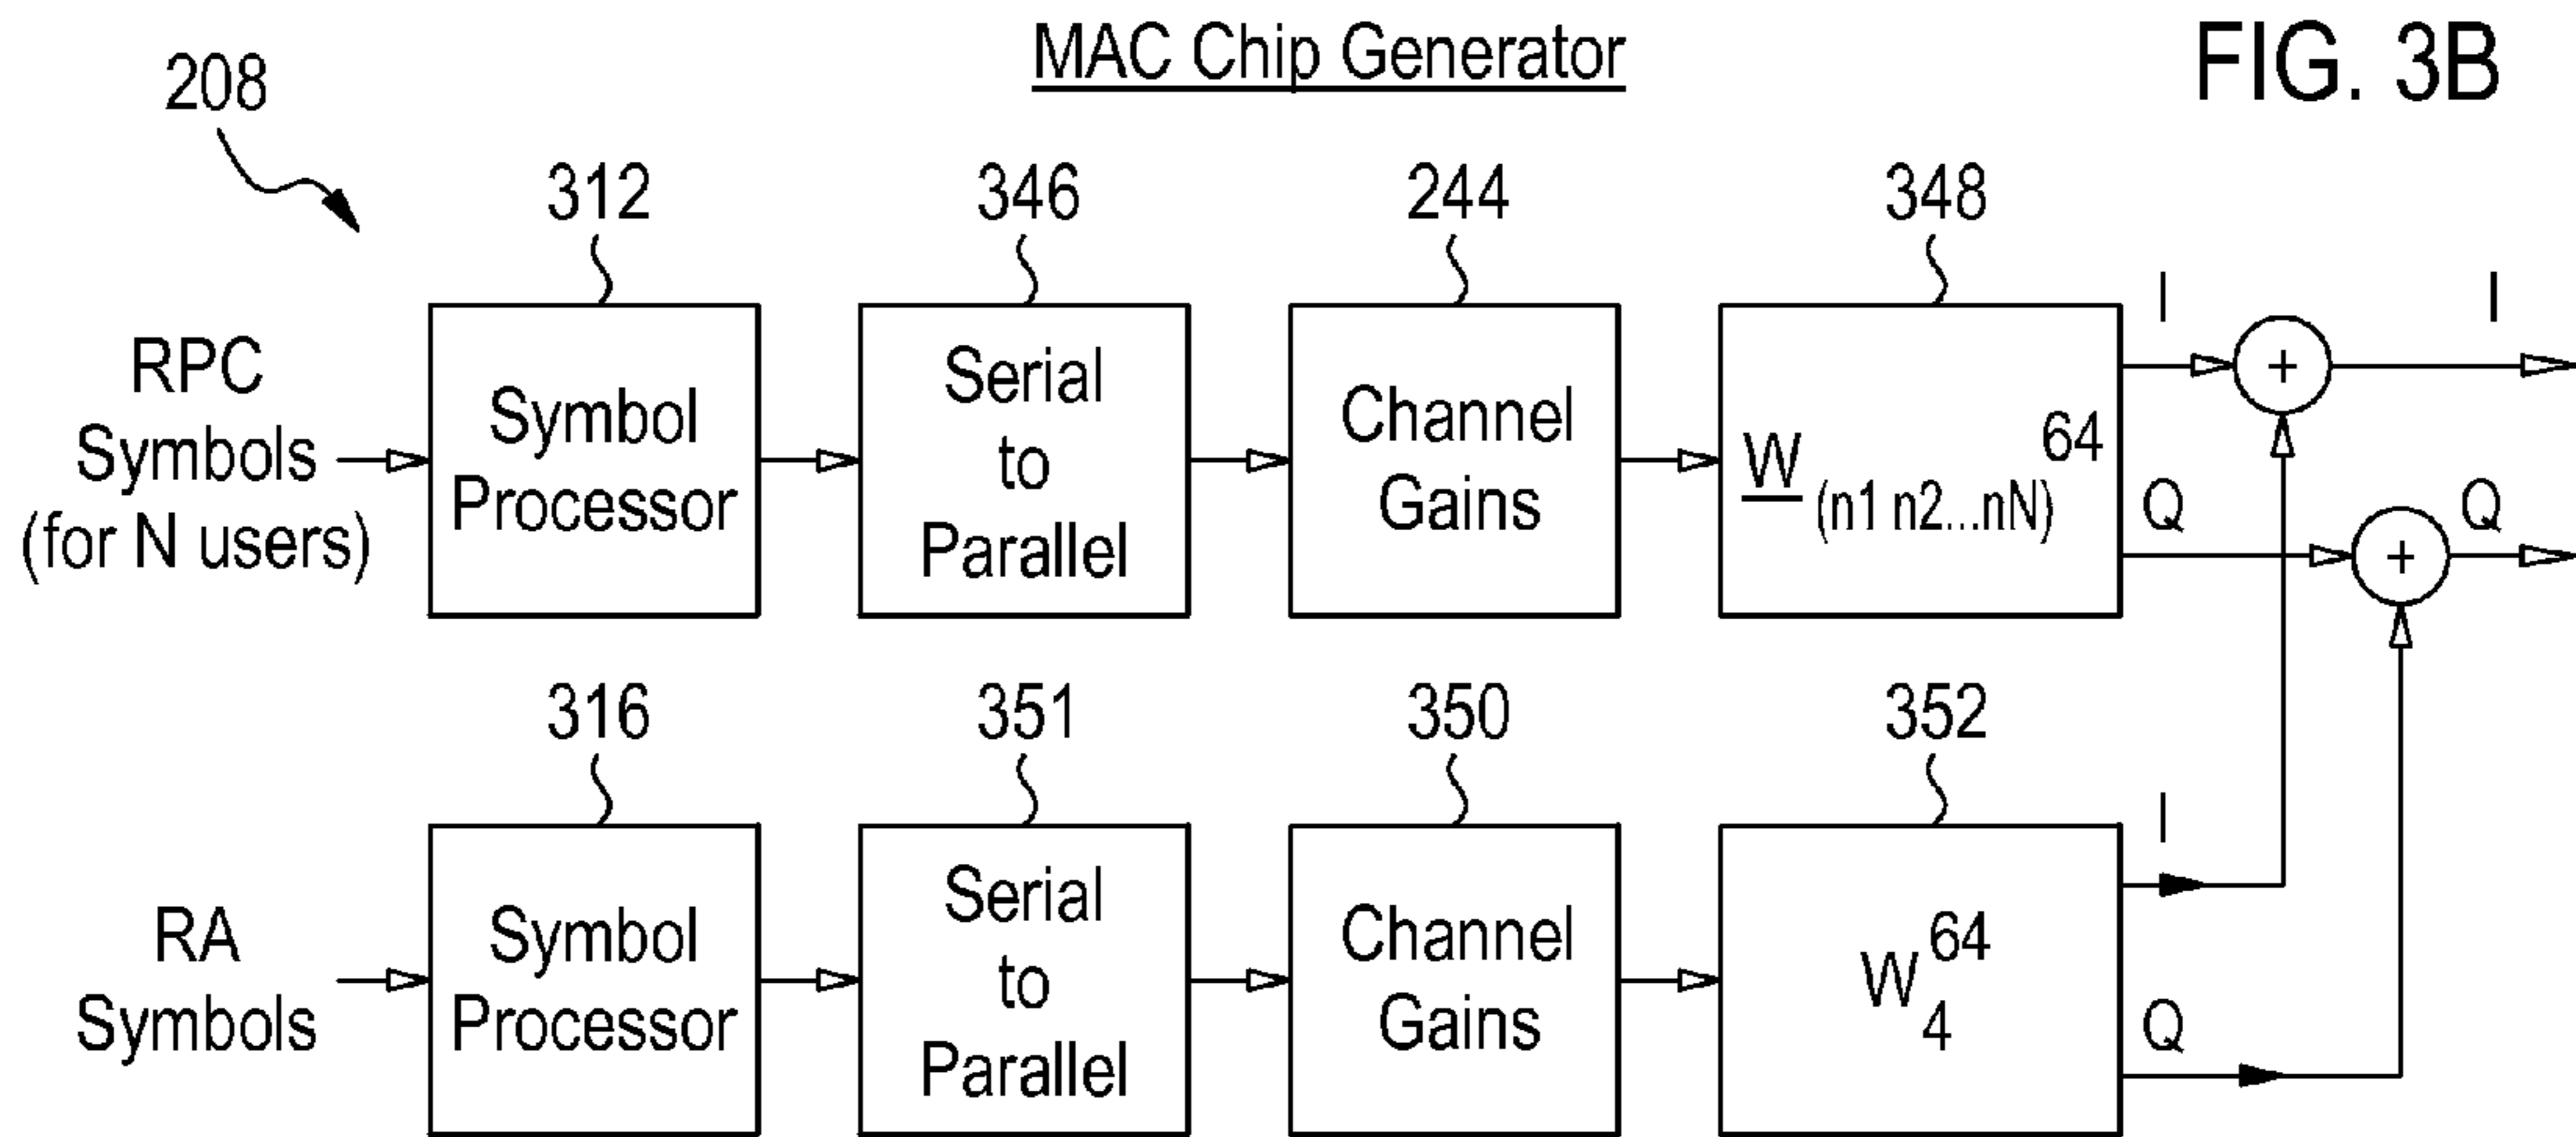 MAC Chip Generator
FIG. 3B
208
312
346
244
348
RPC
Symbols
(for N users)
Symbol
Processor
Serial
to
Parallel
Channel
Gains
W (n1 n2...nN) 64
I
Q
+
I
+
Q
316
351
350
352
RA
Symbols
Symbol
Processor
Serial
to
Parallel
Channel
Gains
W 64 4
I
Q